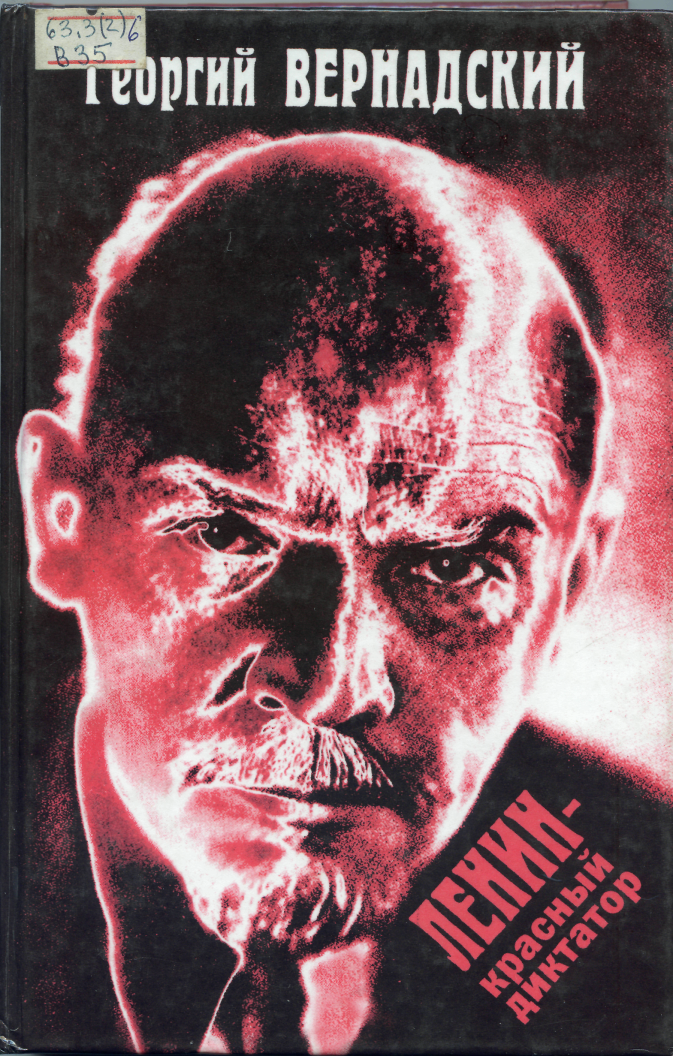 63.3(2)6
В35
Георгий ВЕРНАДСКИЙ
ЛЕНИН-
красный
диктатор